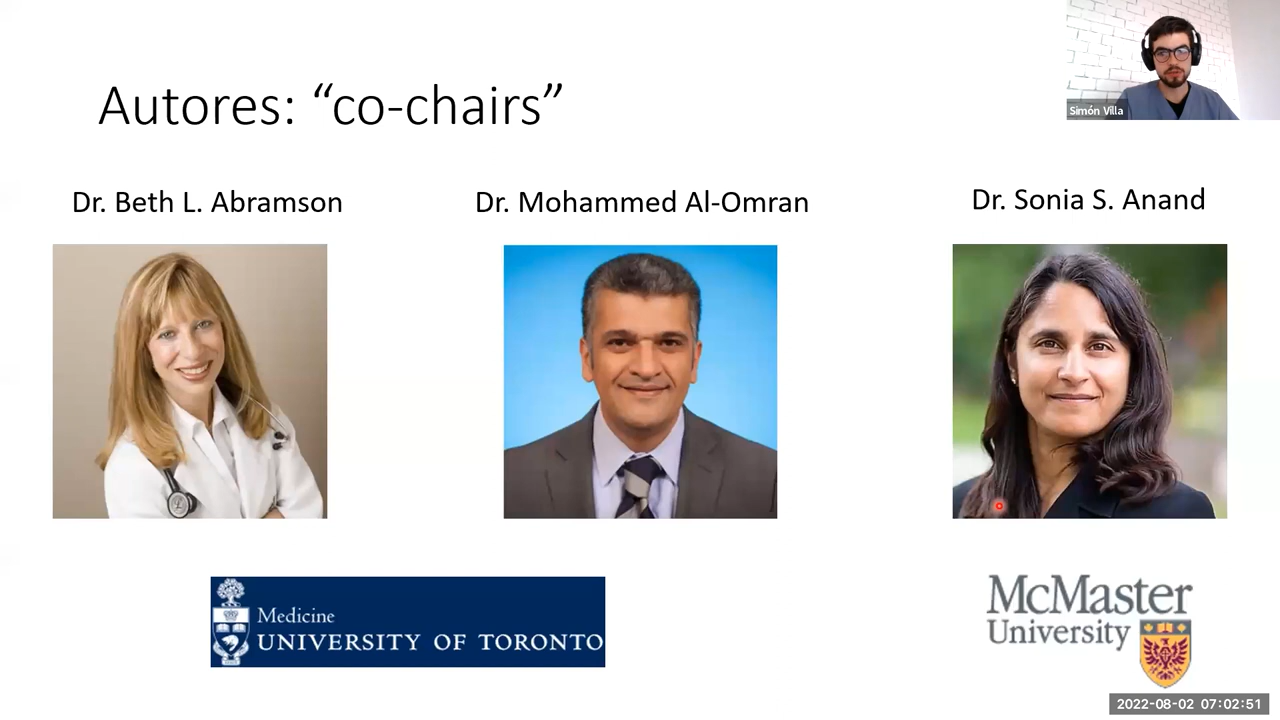 Autores: “co-chairs”
Simón Villa
Dr. Beth L. Abramson
Dr. Mohammed Al-Omran
Dr. Sonia S. Anand
Medicine
UNIVERSITY OF TORONTO
McMaster
University
2022-08-02 07:02:51